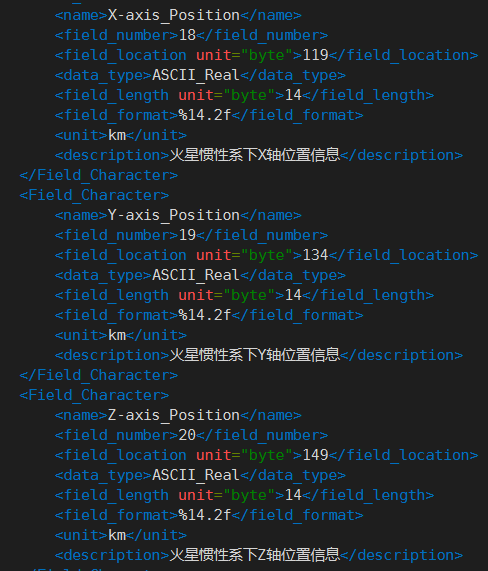 <name>X-axis_Position</name>
<field_number>18</field_number>
<field_location unit="byte">119</field_location>
<data_type>ASCII_Real</data_type>
<field_length unit="byte">14</field_length>
<field_format>%14.2f</field_format>
<unit>km</unit>
<description>火星惯性系下X轴位置信息</description>
</Field_Character>
<Field_Character>
<name>Y-axis_Position</name>
<field_number>19</field_number>
<field_location unit="byte">134</field_location>
<data_type>ASCII_Real</data_type>
<field_length unit="byte">14</field_length>
<field_format>%14.2f</field_format>
<unit>km</unit>
<description>火星惯性系下Y轴位置信息</description>
</Field_Character>
<Field_Character>
<name>Z-axis_Position</name>
<field_number>20</field_number>
<field_location unit="byte">149</field_location>
<data_type>ASCII_Real</data_type>
<field_length unit="byte">14</field_length>
<field_format>%14.2f</field_format>
<unit>km</unit>
<description>火星惯性系下Z轴位置信息</description>